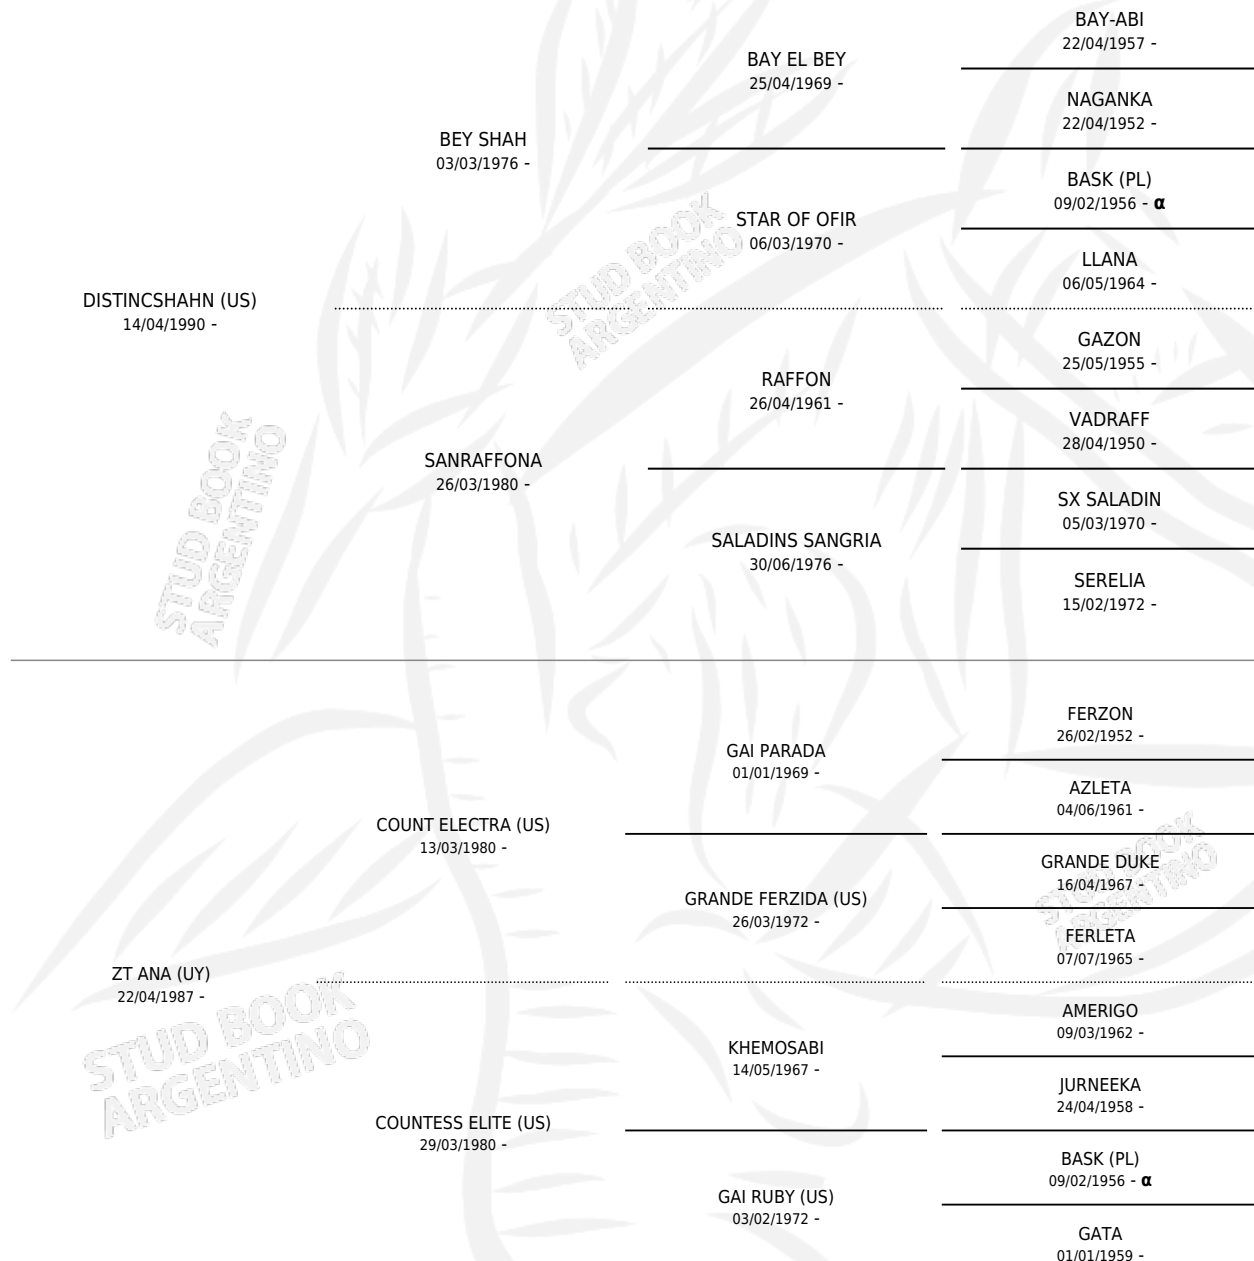 BAY-ABI
22/04/1957 -
BAY EL BEY
25/04/1969 -
NAGANKA
22/04/1952 -
BEY SHAH
03/03/1976 -
BASK (PL)
09/02/1956 - α
STAR OF OFIR
06/03/1970 -
LLANA
06/05/1964 -
DISTINCSHAHN (US)
14/04/1990 -
GAZON
25/05/1955 -
RAFFON
26/04/1961 -
VADRAFF
28/04/1950 -
SANRAFFONA
26/03/1980 -
SX SALADIN
05/03/1970 -
SALADINS SANGRIA
30/06/1976 -
SERELIA
15/02/1972 -
FERZON
26/02/1952 -
GAI PARADA
01/01/1969 -
AZLETA
04/06/1961 -
COUNT ELECTRA (US)
13/03/1980 -
GRANDE DUKE
16/04/1967 -
GRANDE FERZIDA (US)
26/03/1972 -
FERLETA
07/07/1965 -
ZT ANA (UY)
22/04/1987 -
AMERIGO
09/03/1962 -
KHEMOSABI
14/05/1967 -
JURNEEKA
24/04/1958 -
COUNTESS ELITE (US)
29/03/1980 -
BASK (PL)
09/02/1956 - α
GAI RUBY (US)
03/02/1972 -
GATA
01/01/1959 -
STUD BOOK
ARGENTINO
STUD BOOK
ARGENTINO
STUD BOOK
ARGENTINO
STUD BOOK
ARGENTINO